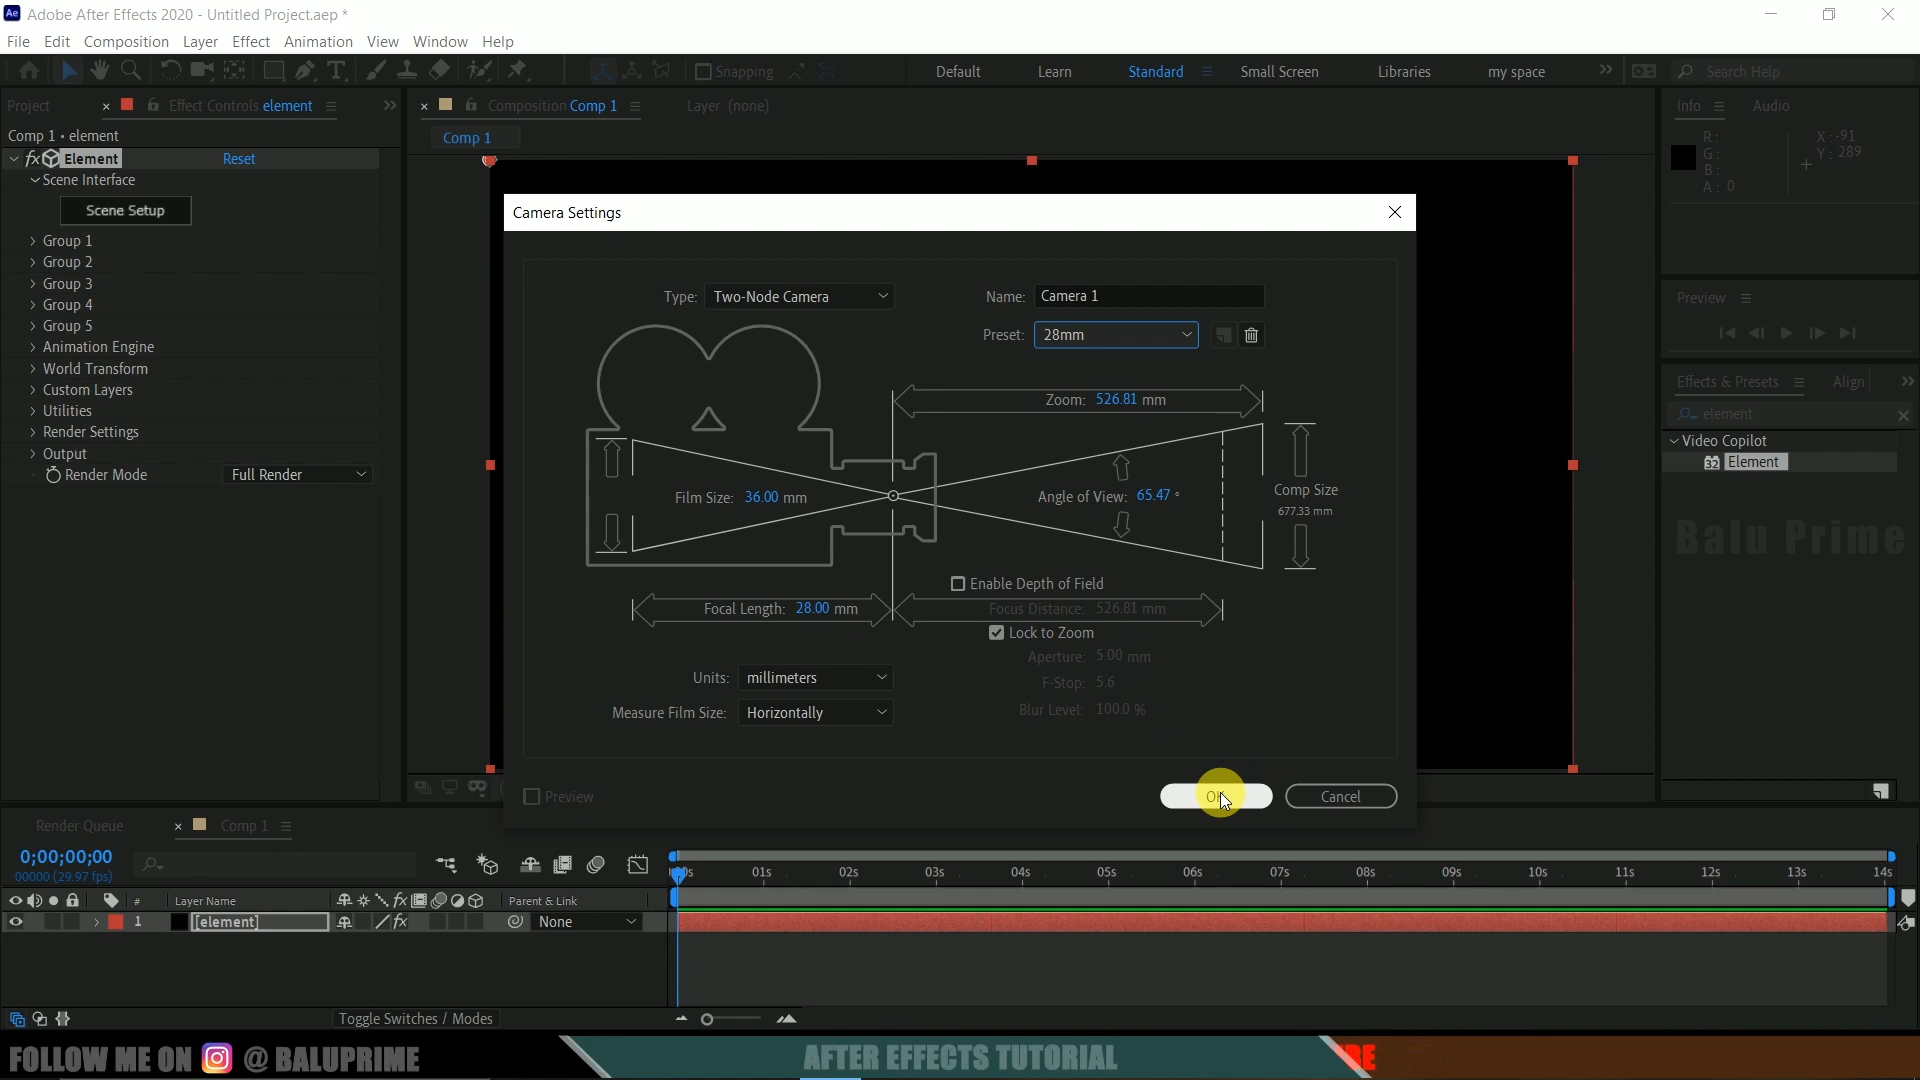 Ae Adobe After Effects 2020 - Untitled Project.aep *
File Edit Composition Layer Effect Animation View Window Help
Snapping Default Learn Standard Small Screen Libraries my space Search Help
Project Effect Controls element Composition Comp 1 Layer (none) Info Audio
Comp 1 • element
Comp 1
R: X: -91
G: Y: 289
B:
A: 0
fx Element Reset
Scene Interface
Scene Setup
Group 1
Group 2
Group 3
Group 4
Group 5
Animation Engine
World Transform
Custom Layers
Utilities
Render Settings
Output
Render Mode Full Render
Camera Settings
Type: Two-Node Camera Name: Camera 1
Preset: 28mm
Zoom: 526.81 mm
Film Size: 36.00 mm
Angle of View: 65.47 °
Comp Size
677.33 mm
Enable Depth of Field
Focal Length: 28.00 mm
Focus Distance: 526.81 mm
Lock to Zoom
Aperture: 5.00 mm
F-Stop: 5.6
Blur Level: 100.0 %
Units: millimeters
Measure Film Size: Horizontally
Preview
OK
Cancel
Preview
Effects & Presets Align
element
Video Copilot
32 Element
Balu Prime
Render Queue Comp 1
0;00;00;00
00000 (29.97 fps)
01s 02s 03s 04s 05s 06s 07s 08s 09s 10s 11s 12s 13s 14s
# Layer Name fx Parent & Link
1 [element] fx None
Toggle Switches / Modes
FOLLOW ME ON @ BALUPRIME
AFTER EFFECTS TUTORIAL